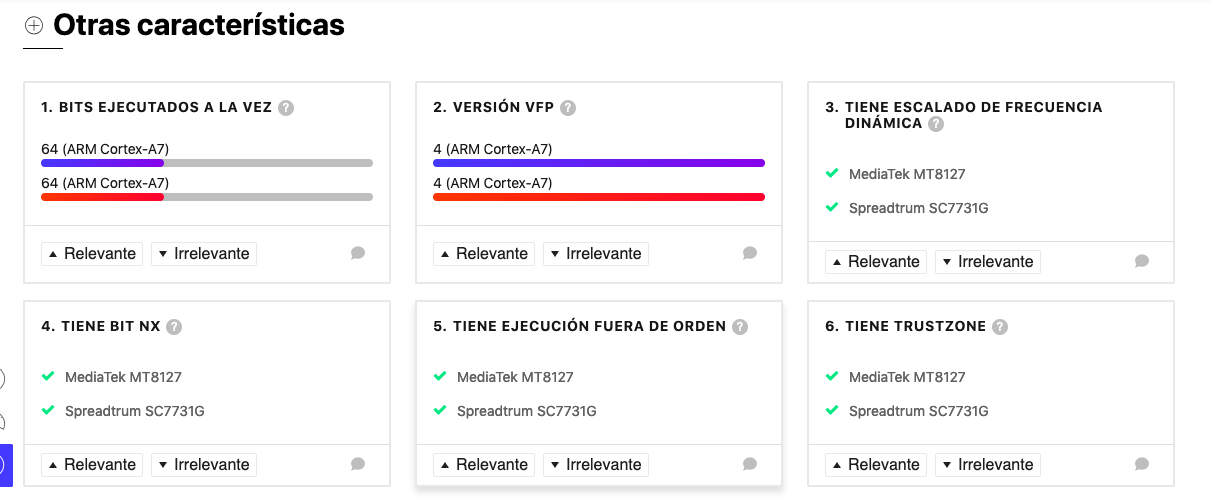 Otras características
1. BITS EJECUTADOS A LA VEZ ?
64 (ARM Cortex-A7)
64 (ARM Cortex-A7)
▲ Relevante ▼ Irrelevante
2. VERSIÓN VFP ?
4 (ARM Cortex-A7)
4 (ARM Cortex-A7)
▲ Relevante ▼ Irrelevante
3. TIENE ESCALADO DE FRECUENCIA
DINÁMICA ?
MediaTek MT8127
Spreadtrum SC7731G
▲ Relevante ▼ Irrelevante
4. TIENE BIT NX ?
MediaTek MT8127
Spreadtrum SC7731G
▲ Relevante ▼ Irrelevante
5. TIENE EJECUCIÓN FUERA DE ORDEN ?
MediaTek MT8127
Spreadtrum SC7731G
▲ Relevante ▼ Irrelevante
6. TIENE TRUSTZONE ?
MediaTek MT8127
Spreadtrum SC7731G
▲ Relevante ▼ Irrelevante